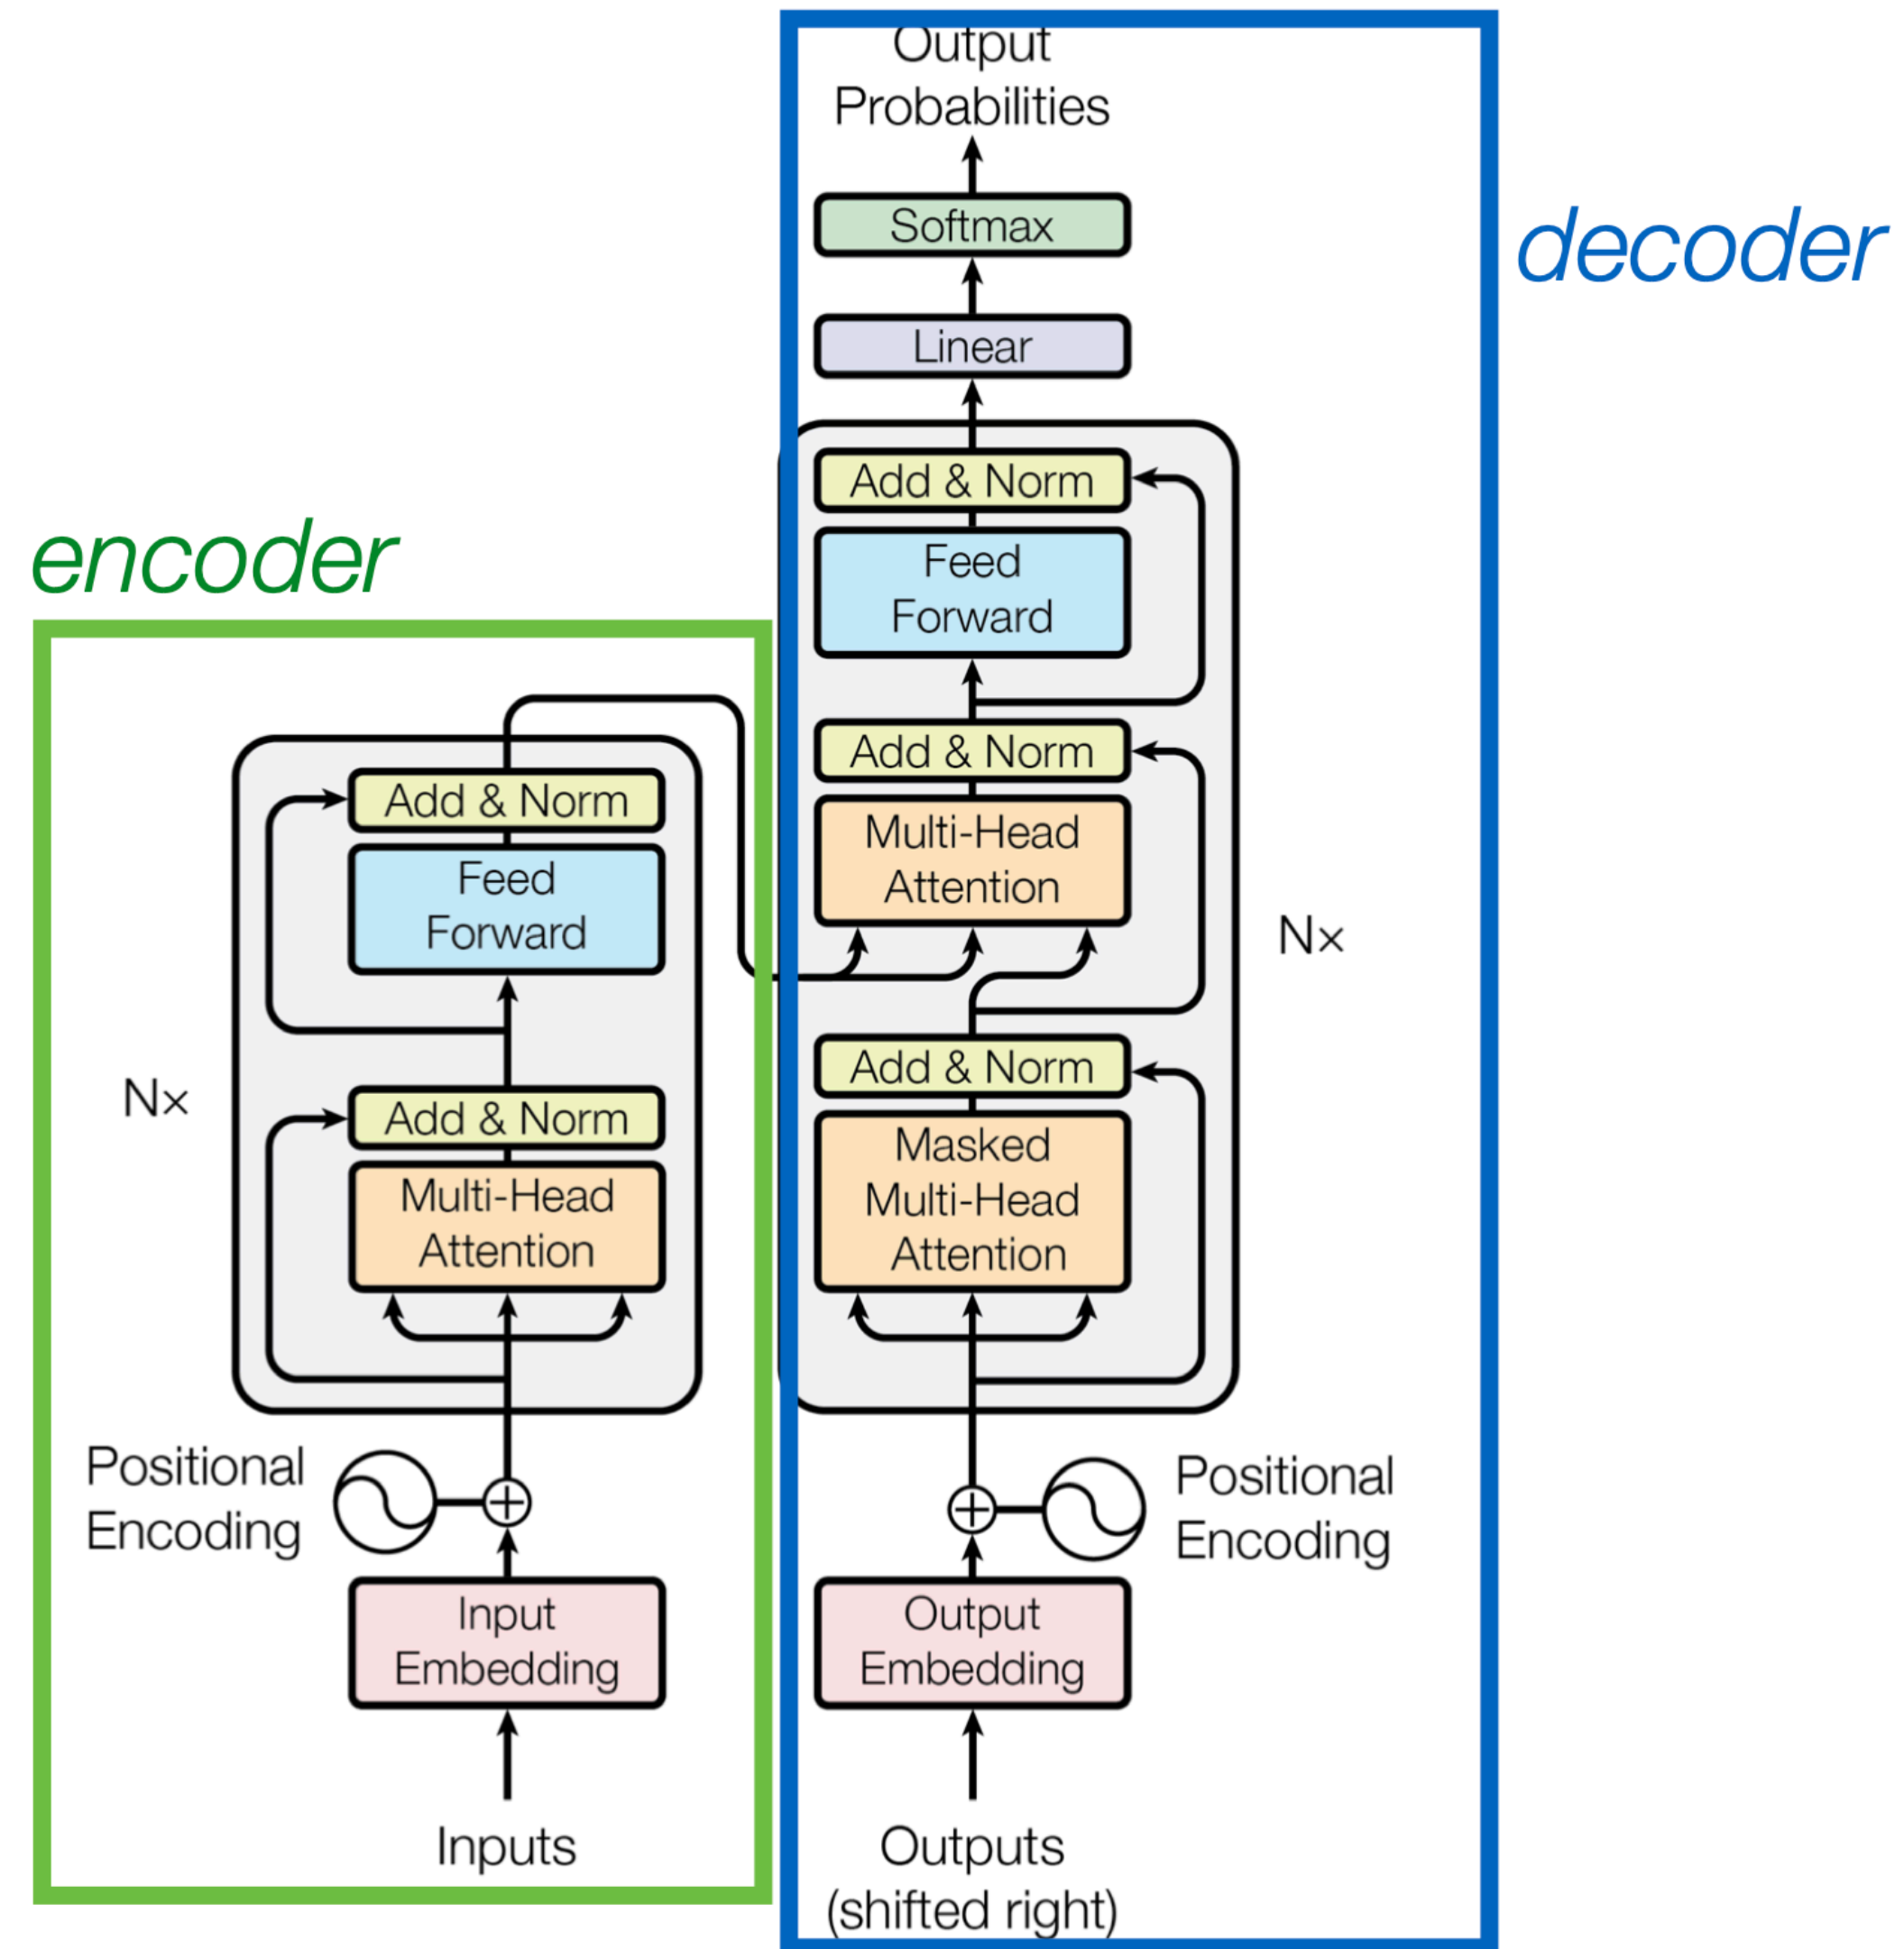 encoder
Add & Norm
Feed
Forward
Add & Norm
Multi-Head
Attention
N×
Positional
Encoding
Input
Embedding
Inputs
decoder
Output
Probabilities
Softmax
Linear
Add & Norm
Feed
Forward
Add & Norm
Multi-Head
Attention
N×
Add & Norm
Masked
Multi-Head
Attention
Positional
Encoding
Output
Embedding
Outputs
(shifted right)